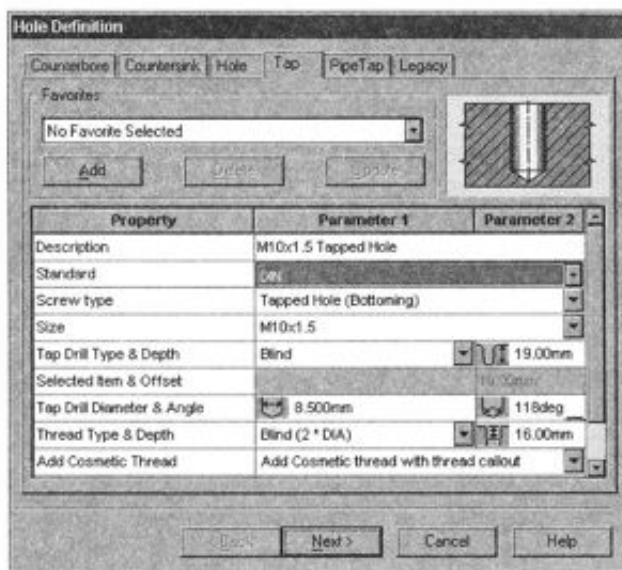 Hole Definition
Counterbore Countersink Hole Tap PipeTap Legacy
Favorites
No Favorite Selected
Add Delete Update
Property Parameter 1 Parameter 2
Description M10x1.5 Tapped Hole
Standard DIN
Screw type Tapped Hole (Bottoming)
Size M10x1.5
Tap Drill Type & Depth Blind 19.00mm
Selected Item & Offset
Tap Drill Diameter & Angle 8.500mm 118deg
Thread Type & Depth Blind (2 * DIA) 16.00mm
Add Cosmetic Thread Add Cosmetic thread with thread callout
< Back Next > Cancel Help